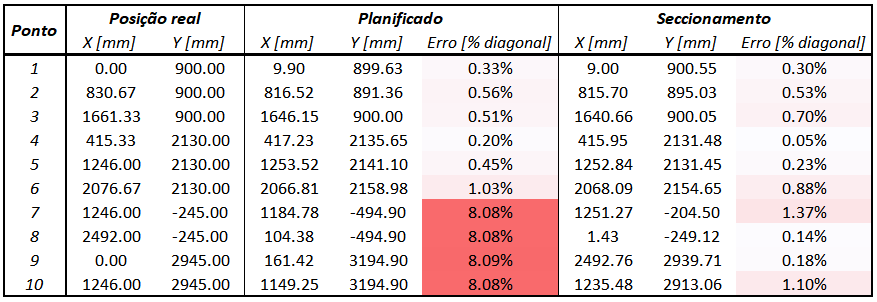 Ponto Posição real Planificado Seccionamento
X [mm] Y [mm] X [mm] Y [mm] Erro [% diagonal] X [mm] Y [mm] Erro [% diagonal]
1 0.00 900.00 9.90 899.63 0.33% 9.00 900.55 0.30%
2 830.67 900.00 816.52 891.36 0.56% 815.70 895.03 0.53%
3 1661.33 900.00 1646.15 900.00 0.51% 1640.66 900.05 0.70%
4 415.33 2130.00 417.23 2135.65 0.20% 415.95 2131.48 0.05%
5 1246.00 2130.00 1253.52 2141.10 0.45% 1252.84 2131.45 0.23%
6 2076.67 2130.00 2066.81 2158.98 1.03% 2068.09 2154.65 0.88%
7 1246.00 -245.00 1184.78 -494.90 8.08% 1251.27 -204.50 1.37%
8 2492.00 -245.00 104.38 -494.90 8.08% 1.43 -249.12 0.14%
9 0.00 2945.00 161.42 3194.90 8.09% 2492.76 2939.71 0.18%
10 1246.00 2945.00 1149.25 3194.90 8.08% 1235.48 2913.06 1.10%